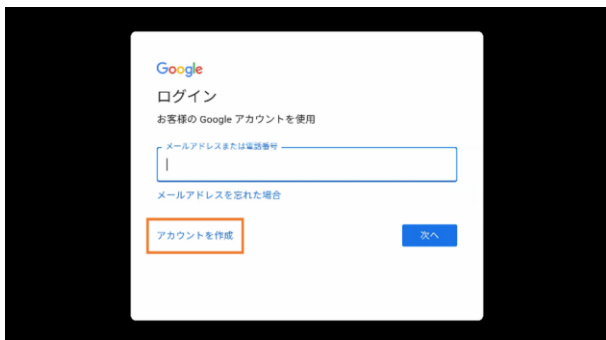 Google
ログイン
お客様の Google アカウントを使用
メールアドレスまたは電話番号
メールアドレスを忘れた場合
アカウントを作成
次へ